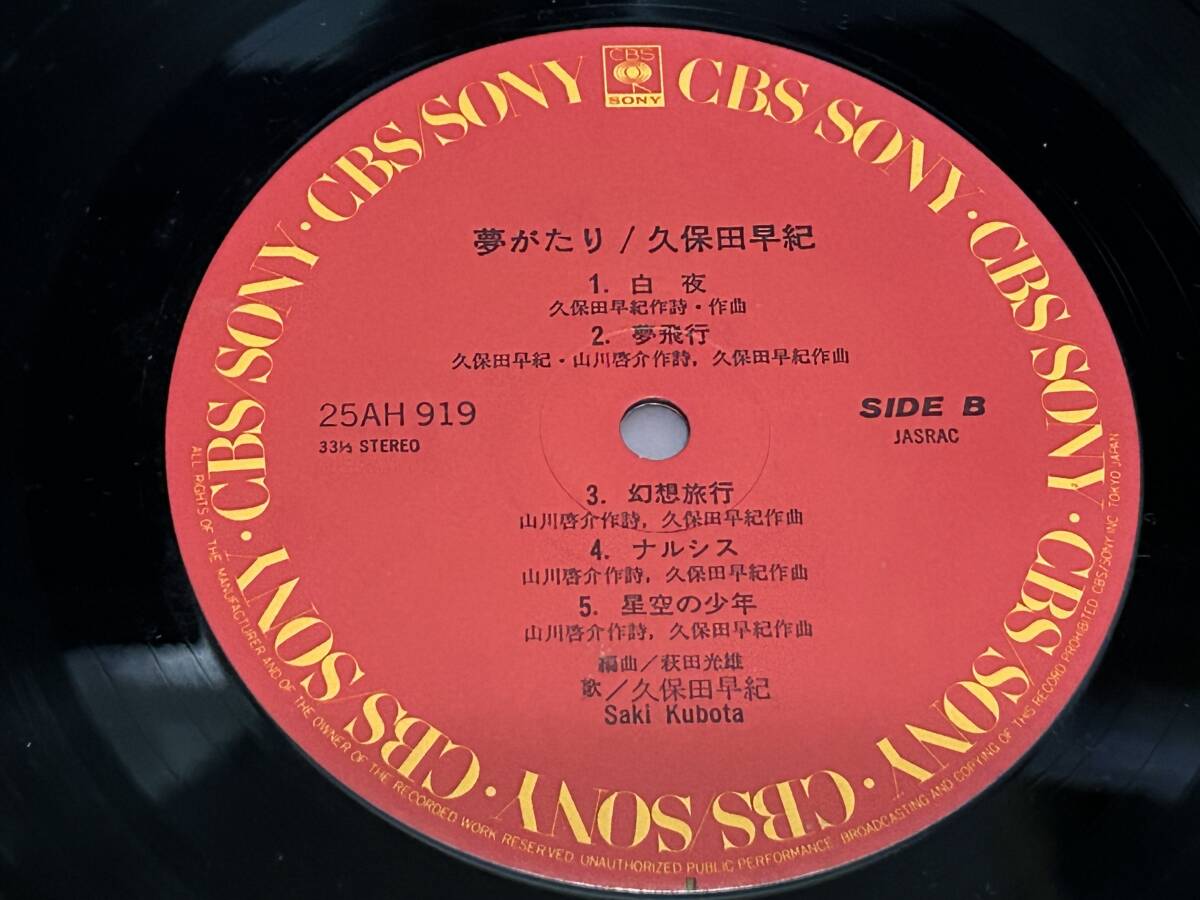 CBS
SONY
CBS/SONY · CBS/SONY · CBS/SONY · CBS/SONY · CBS/SONY · CBS/SONY · CBS/SONY · CBS/SONY · CBS/SONY
夢がたり / 久保田早紀
1. 白 夜
久保田早紀作詩・作曲
2. 夢飛行
久保田早紀・山川啓介作詩, 久保田早紀作曲
25AH 919
33⅓ STEREO
SIDE B
JASRAC
3. 幻想旅行
山川啓介作詩, 久保田早紀作曲
4. ナルシス
山川啓介作詩, 久保田早紀作曲
5. 星空の少年
山川啓介作詩, 久保田早紀作曲
編曲/萩田光雄
歌/久保田早紀
Saki Kubota
ALL RIGHTS OF THE MANUFACTURER AND OF THE OWNER OF THE RECORDED WORK RESERVED. UNAUTHORIZED PUBLIC PERFORMANCE BROADCASTING AND COPYING OF THIS RECORD PROHIBITED CBS/SONY INC. TOKYO JAPAN